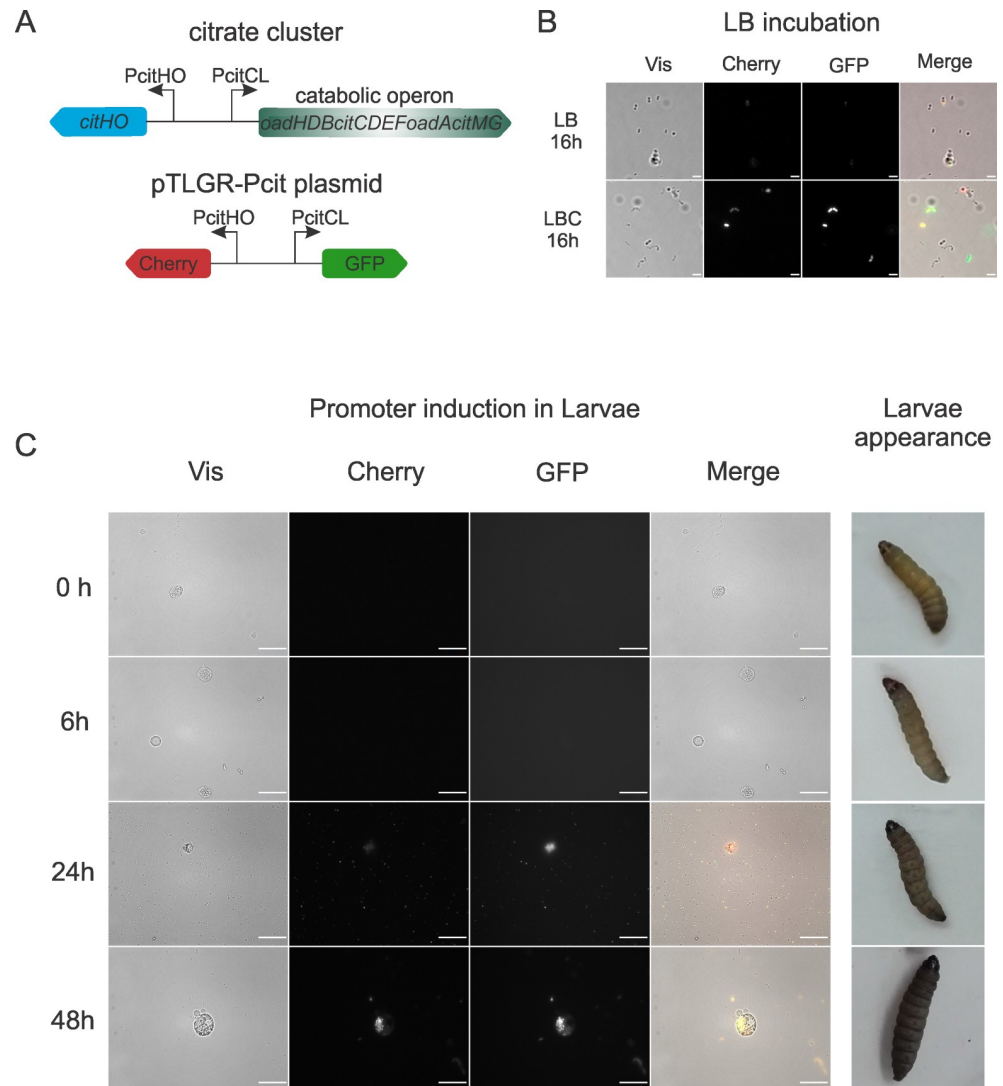 A
citrate cluster
PcitHO
PcitCL
catabolic operon
citHO
oadHDBcitCDEFoadAcitMG
pTLGR-Pcit plasmid
PcitHO
PcitCL
Cherry
GFP
B
LB incubation
Vis Cherry GFP Merge
LB
16h
LBC
16h
C
Promoter induction in Larvae
Larvae
appearance
Vis Cherry GFP Merge
0 h
6h
24h
48h